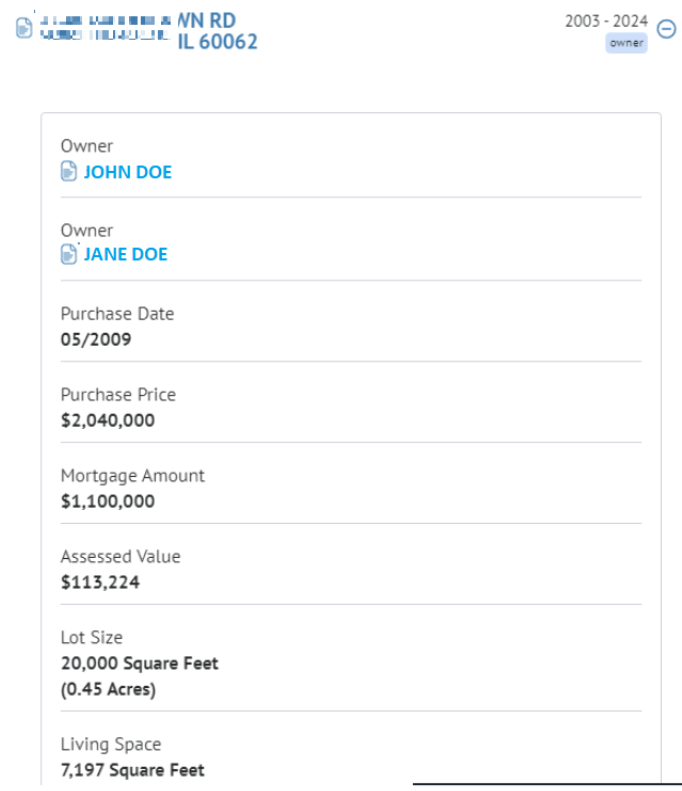 WN RD
IL 60062
2003 - 2024
owner
Owner
JOHN DOE
Owner
JANE DOE
Purchase Date
05/2009
Purchase Price
$2,040,000
Mortgage Amount
$1,100,000
Assessed Value
$113,224
Lot Size
20,000 Square Feet
(0.45 Acres)
Living Space
7,197 Square Feet